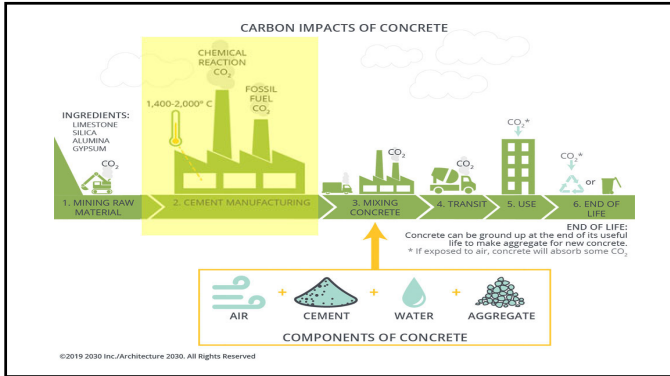 CARBON IMPACTS OF CONCRETE
CHEMICAL
REACTION
CO₂
FOSSIL
FUEL
CO₂
1,400-2,000° C
INGREDIENTS:
LIMESTONE
SILICA
ALUMINA
GYPSUM
CO₂
CO₂
CO₂
CO₂*
CO₂*
or
1. MINING RAW
MATERIAL
2. CEMENT MANUFACTURING
3. MIXING
CONCRETE
4. TRANSIT
5. USE
6. END OF
LIFE
END OF LIFE:
Concrete can be ground up at the end of its useful
life to make aggregate for new concrete.
* If exposed to air, concrete will absorb some CO₂
+
+
+
AIR
CEMENT
WATER
AGGREGATE
COMPONENTS OF CONCRETE
©2019 2030 Inc./Architecture 2030. All Rights Reserved